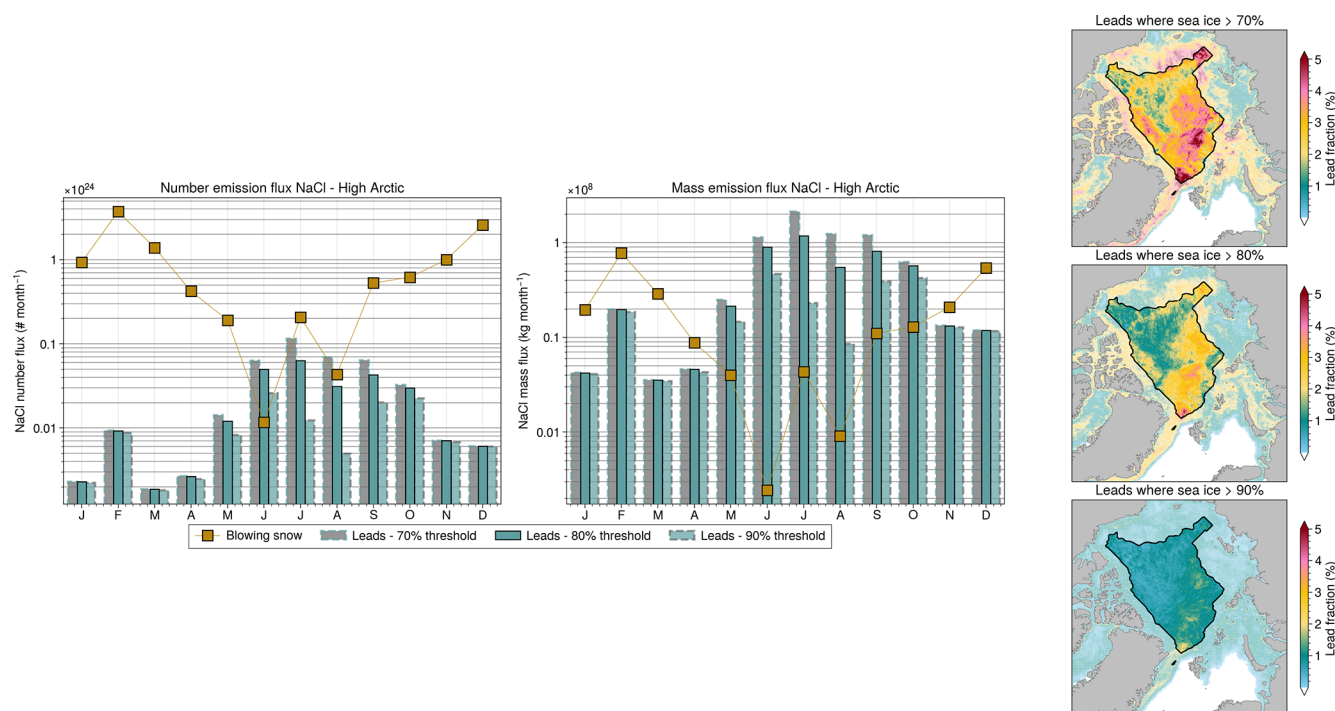 Number emission flux NaCl - High Arctic
×10²⁴
NaCl number flux (# month⁻¹)
1
0.1
0.01
J F M A M J J A S O N D
Mass emission flux NaCl - High Arctic
×10⁸
NaCl mass flux (kg month⁻¹)
1
0.1
0.01
J F M A M J J A S O N D
Blowing snow Leads - 70% threshold Leads - 80% threshold Leads - 90% threshold
Leads where sea ice > 70%
5
4
3
2
1
Lead fraction (%)
Leads where sea ice > 80%
5
4
3
2
1
Lead fraction (%)
Leads where sea ice > 90%
5
4
3
2
1
Lead fraction (%)